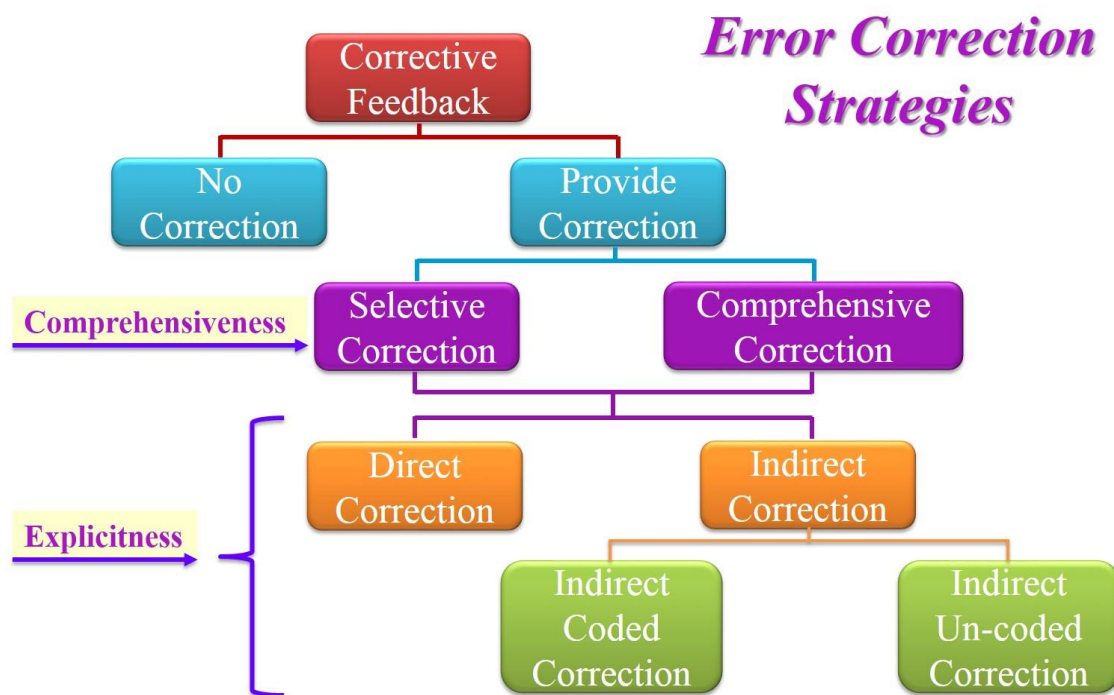 Error Correction
Strategies
Corrective
Feedback
No
Correction
Provide
Correction
Comprehensiveness
Selective
Correction
Comprehensive
Correction
Explicitness
Direct
Correction
Indirect
Correction
Indirect
Coded
Correction
Indirect
Un-coded
Correction